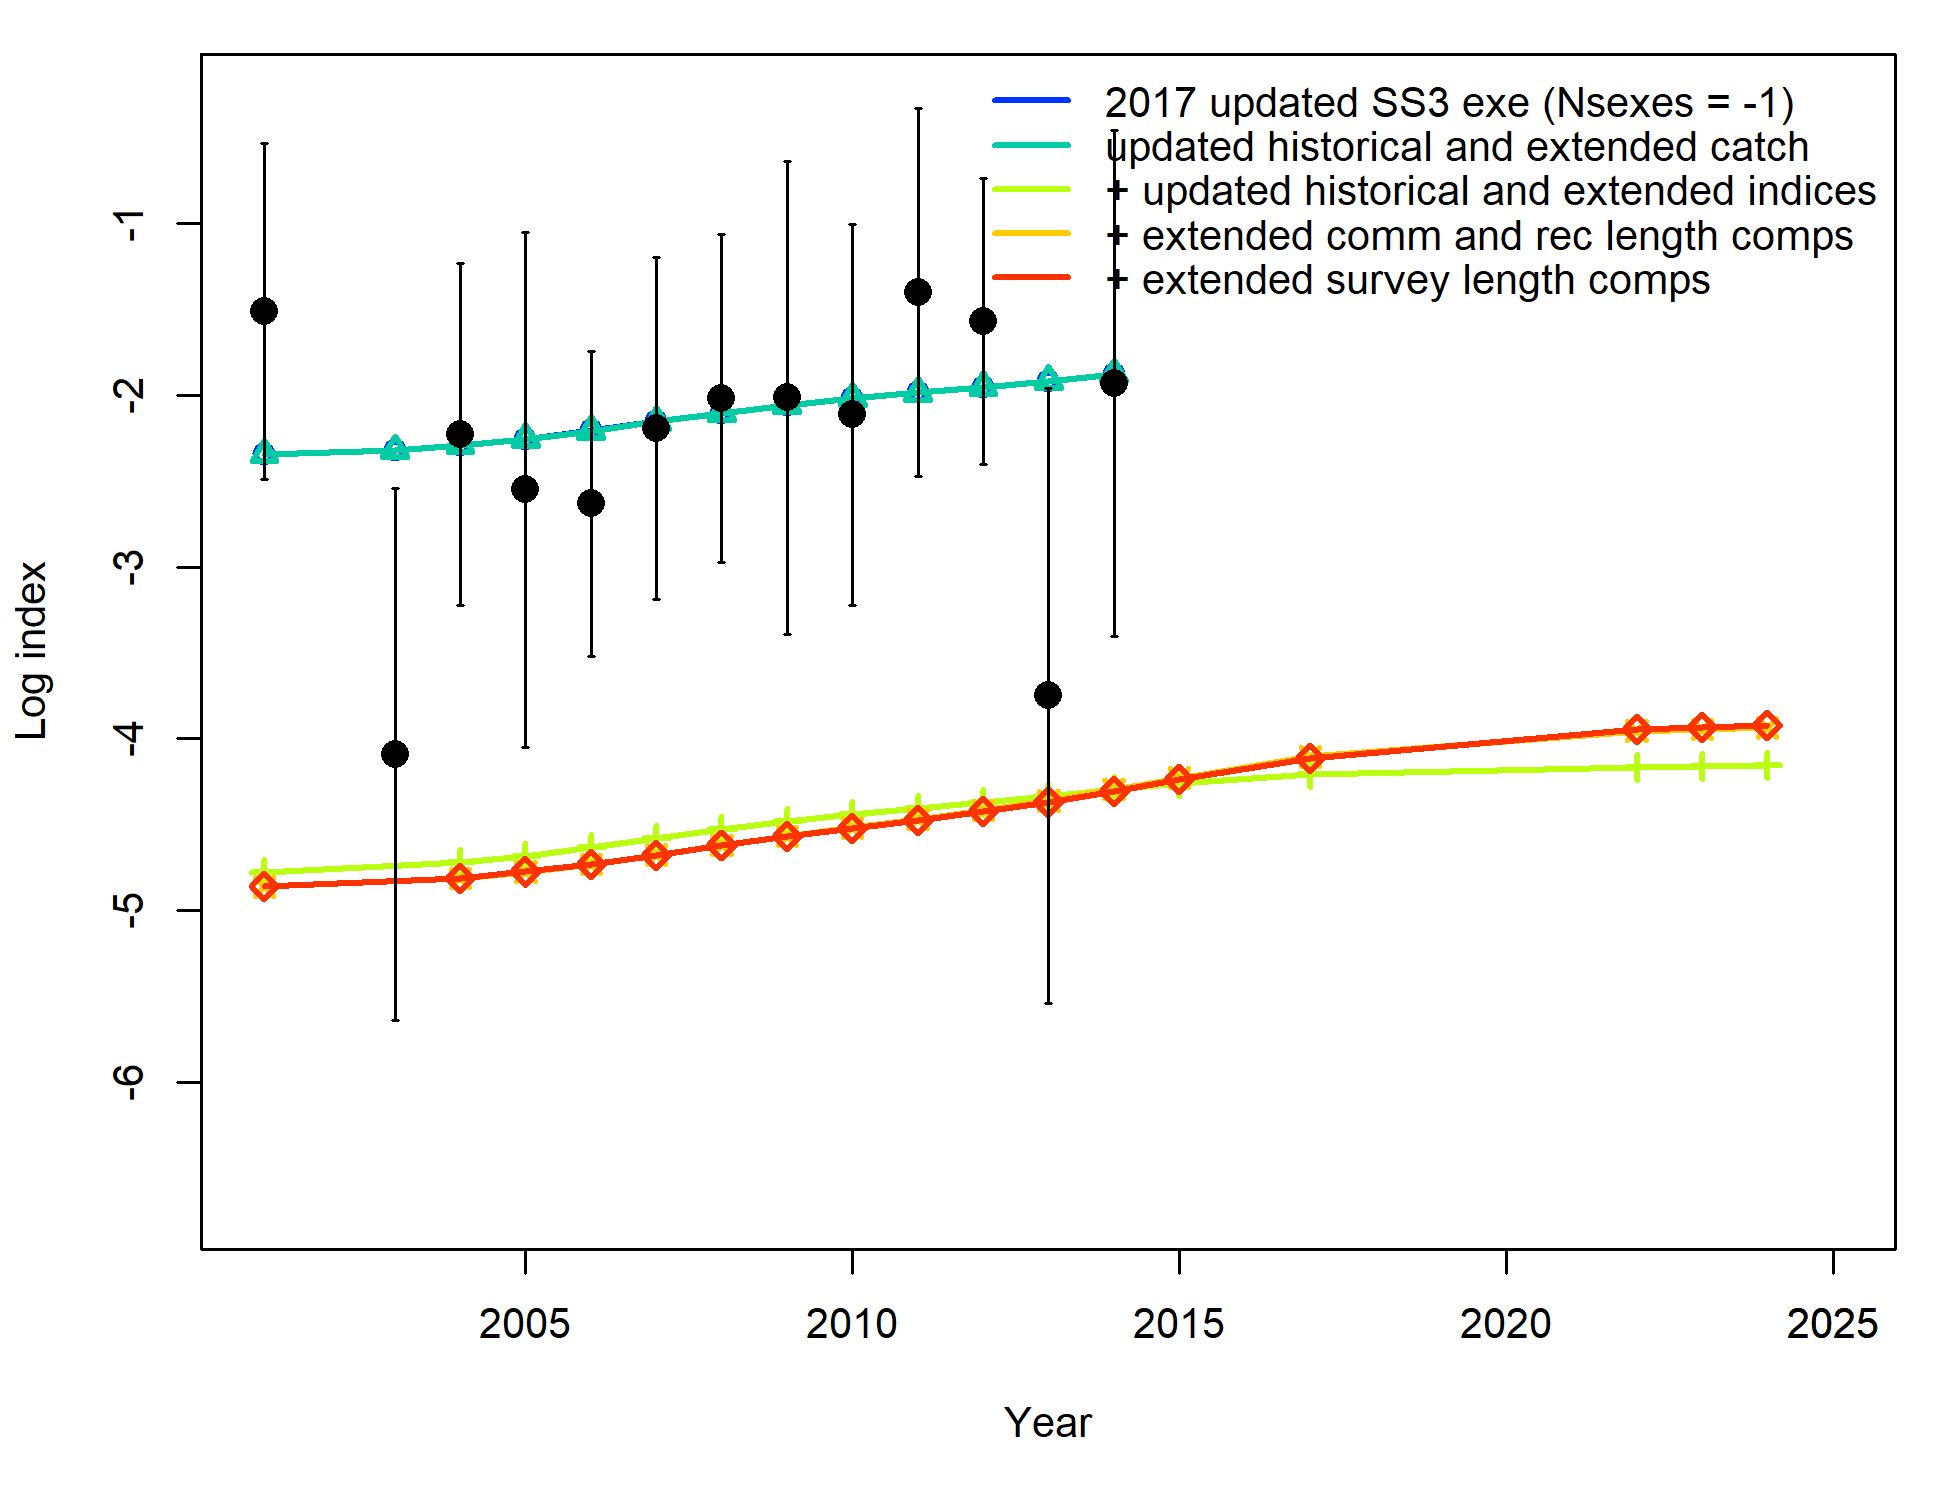 2017 updated SS3 exe (Nsexes = -1)
updated historical and extended catch
+ updated historical and extended indices
+ extended comm and rec length comps
+ extended survey length comps
Log index
-1
-2
-3
-4
-5
-6
2005 2010 2015 2020 2025
Year